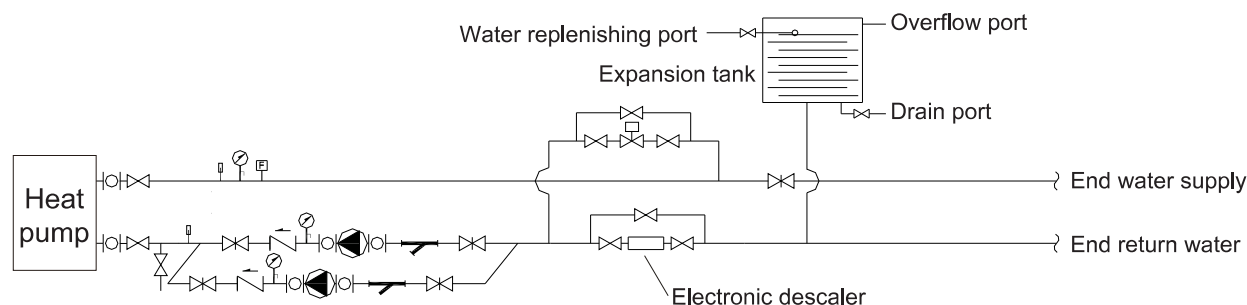 Overflow port
Water replenishing port
Expansion tank
Drain port
Heat
pump
F
End water supply
End return water
Electronic descaler